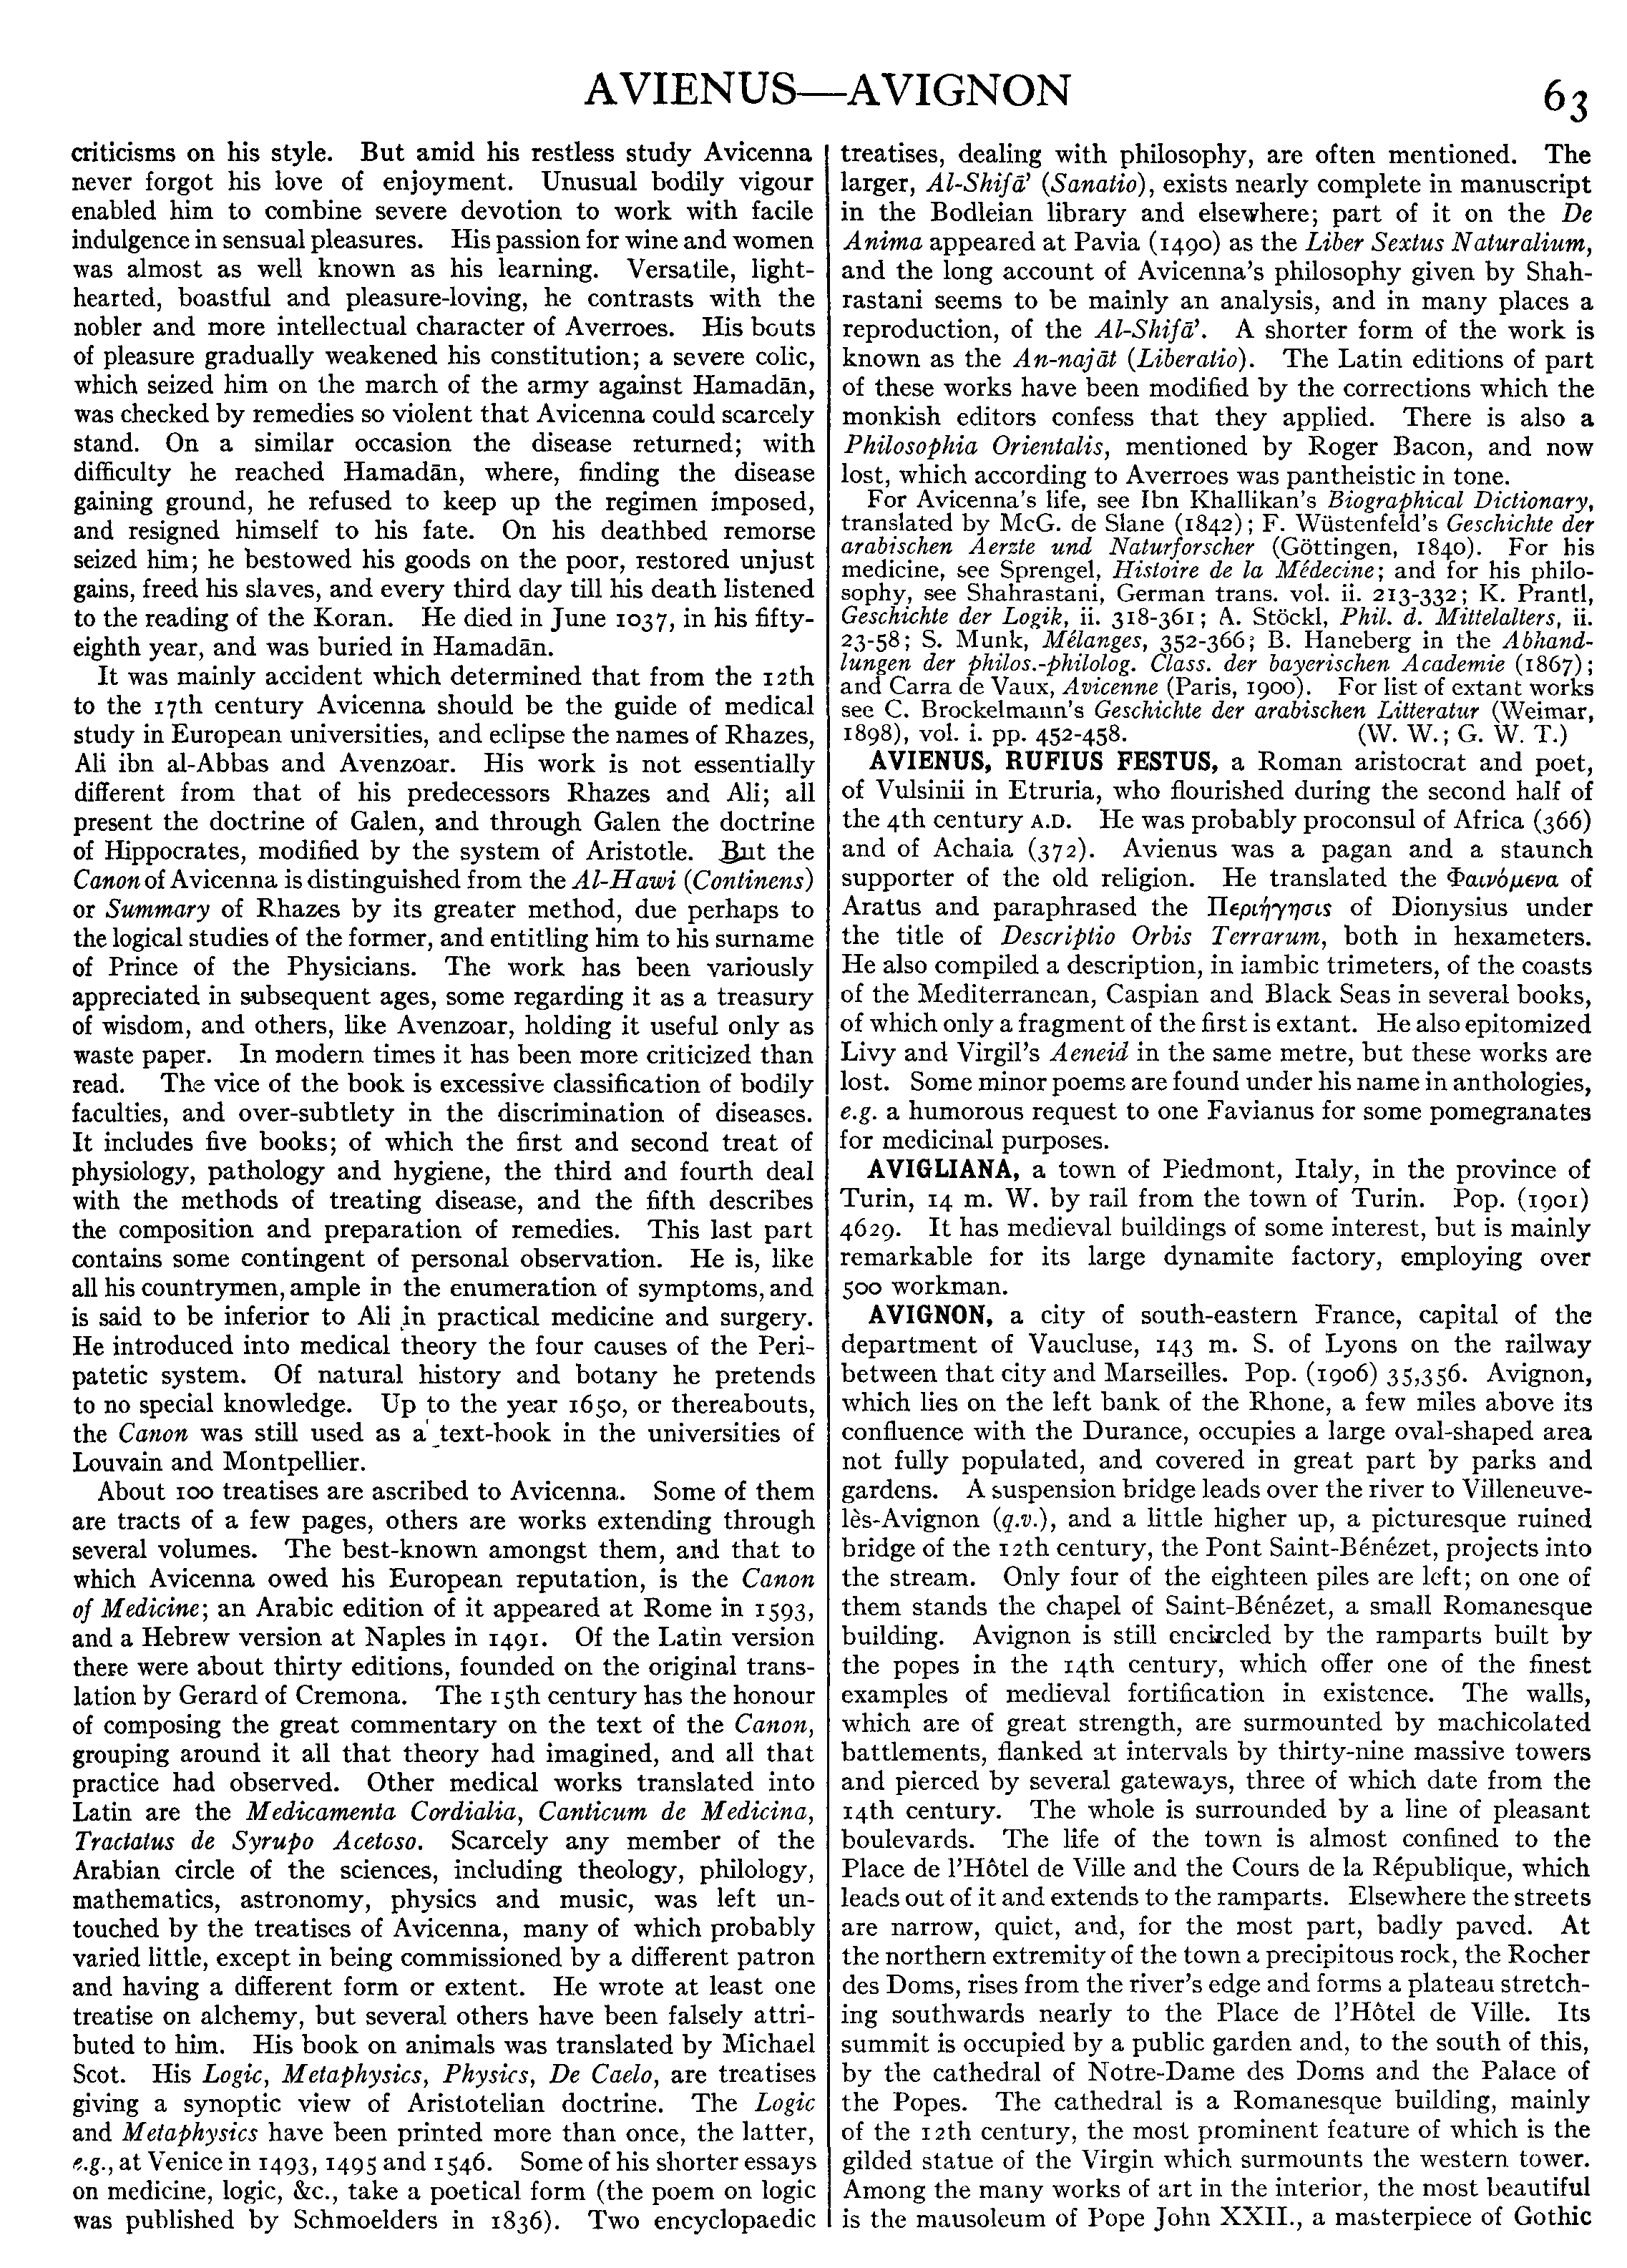 AVIENUS—AVIGNON
63
criticisms on his style. But amid his restless study Avicenna
never forgot his love of enjoyment. Unusual bodily vigour
enabled him to combine severe devotion to work with facile
indulgence in sensual pleasures. His passion for wine and women
was almost as well known as his learning. Versatile, light-
hearted, boastful and pleasure-loving, he contrasts with the
nobler and more intellectual character of Averroes. His bouts
of pleasure gradually weakened his constitution; a severe colic,
which seized him on the march of the army against Hamadān,
was checked by remedies so violent that Avicenna could scarcely
stand. On a similar occasion the disease returned; with
difficulty he reached Hamadān, where, finding the disease
gaining ground, he refused to keep up the regimen imposed,
and resigned himself to his fate. On his deathbed remorse
seized him; he bestowed his goods on the poor, restored unjust
gains, freed his slaves, and every third day till his death listened
to the reading of the Koran. He died in June 1037, in his fifty-
eighth year, and was buried in Hamadān.
It was mainly accident which determined that from the 12th
to the 17th century Avicenna should be the guide of medical
study in European universities, and eclipse the names of Rhazes,
Ali ibn al-Abbas and Avenzoar. His work is not essentially
different from that of his predecessors Rhazes and Ali; all
present the doctrine of Galen, and through Galen the doctrine
of Hippocrates, modified by the system of Aristotle. But the
Canon of Avicenna is distinguished from the Al-Hawi (Continens)
or Summary of Rhazes by its greater method, due perhaps to
the logical studies of the former, and entitling him to his surname
of Prince of the Physicians. The work has been variously
appreciated in subsequent ages, some regarding it as a treasury
of wisdom, and others, like Avenzoar, holding it useful only as
waste paper. In modern times it has been more criticized than
read. The vice of the book is excessive classification of bodily
faculties, and over-subtlety in the discrimination of diseases.
It includes five books; of which the first and second treat of
physiology, pathology and hygiene, the third and fourth deal
with the methods of treating disease, and the fifth describes
the composition and preparation of remedies. This last part
contains some contingent of personal observation. He is, like
all his countrymen, ample in the enumeration of symptoms, and
is said to be inferior to Ali in practical medicine and surgery.
He introduced into medical theory the four causes of the Peri-
patetic system. Of natural history and botany he pretends
to no special knowledge. Up to the year 1650, or thereabouts,
the Canon was still used as a text-book in the universities of
Louvain and Montpellier.
About 100 treatises are ascribed to Avicenna. Some of them
are tracts of a few pages, others are works extending through
several volumes. The best-known amongst them, and that to
which Avicenna owed his European reputation, is the Canon
of Medicine; an Arabic edition of it appeared at Rome in 1593,
and a Hebrew version at Naples in 1491. Of the Latin version
there were about thirty editions, founded on the original trans-
lation by Gerard of Cremona. The 15th century has the honour
of composing the great commentary on the text of the Canon,
grouping around it all that theory had imagined, and all that
practice had observed. Other medical works translated into
Latin are the Medicamenta Cordialia, Canticum de Medicina,
Tractatus de Syrupo Acetoso. Scarcely any member of the
Arabian circle of the sciences, including theology, philology,
mathematics, astronomy, physics and music, was left un-
touched by the treatises of Avicenna, many of which probably
varied little, except in being commissioned by a different patron
and having a different form or extent. He wrote at least one
treatise on alchemy, but several others have been falsely attri-
buted to him. His book on animals was translated by Michael
Scot. His Logic, Metaphysics, Physics, De Caelo, are treatises
giving a synoptic view of Aristotelian doctrine. The Logic
and Metaphysics have been printed more than once, the latter,
e.g., at Venice in 1493, 1495 and 1546. Some of his shorter essays
on medicine, logic, &c., take a poetical form (the poem on logic
was published by Schmoelders in 1836). Two encyclopaedic
treatises, dealing with philosophy, are often mentioned. The
larger, Al-Shifā' (Sanatio), exists nearly complete in manuscript
in the Bodleian library and elsewhere; part of it on the De
Anima appeared at Pavia (1490) as the Liber Sextus Naturalium,
and the long account of Avicenna's philosophy given by Shah-
rastani seems to be mainly an analysis, and in many places a
reproduction, of the Al-Shifā'. A shorter form of the work is
known as the An-najāt (Liberatio). The Latin editions of part
of these works have been modified by the corrections which the
monkish editors confess that they applied. There is also a
Philosophia Orientalis, mentioned by Roger Bacon, and now
lost, which according to Averroes was pantheistic in tone.
For Avicenna's life, see Ibn Khallikan's Biographical Dictionary,
translated by McG. de Slane (1842); F. Wüstenfeld's Geschichte der
arabischen Aerzte und Naturforscher (Göttingen, 1840). For his
medicine, see Sprengel, Histoire de la Médecine; and for his philo-
sophy, see Shahrastani, German trans. vol. ii. 213-332; K. Prantl,
Geschichte der Logik, ii. 318-361; A. Stöckl, Phil. d. Mittelalters, ii.
23-58; S. Munk, Mélanges, 352-366; B. Haneberg in the Abhand-
lungen der philos.-philolog. Class. der bayerischen Academie (1867);
and Carra de Vaux, Avicenne (Paris, 1900). For list of extant works
see C. Brockelmann's Geschichte der arabischen Litteratur (Weimar,
1898), vol. i. pp. 452-458. (W. W.; G. W. T.)
AVIENUS, RUFIUS FESTUS, a Roman aristocrat and poet,
of Vulsinii in Etruria, who flourished during the second half of
the 4th century A.D. He was probably proconsul of Africa (366)
and of Achaia (372). Avienus was a pagan and a staunch
supporter of the old religion. He translated the Φαινόμενα of
Aratus and paraphrased the Περιήγησις of Dionysius under
the title of Descriptio Orbis Terrarum, both in hexameters.
He also compiled a description, in iambic trimeters, of the coasts
of the Mediterranean, Caspian and Black Seas in several books,
of which only a fragment of the first is extant. He also epitomized
Livy and Virgil's Aeneid in the same metre, but these works are
lost. Some minor poems are found under his name in anthologies,
e.g. a humorous request to one Favianus for some pomegranates
for medicinal purposes.
AVIGLIANA, a town of Piedmont, Italy, in the province of
Turin, 14 m. W. by rail from the town of Turin. Pop. (1901)
4629. It has medieval buildings of some interest, but is mainly
remarkable for its large dynamite factory, employing over
500 workman.
AVIGNON, a city of south-eastern France, capital of the
department of Vaucluse, 143 m. S. of Lyons on the railway
between that city and Marseilles. Pop. (1906) 35,356. Avignon,
which lies on the left bank of the Rhone, a few miles above its
confluence with the Durance, occupies a large oval-shaped area
not fully populated, and covered in great part by parks and
gardens. A suspension bridge leads over the river to Villeneuve-
lès-Avignon (q.v.), and a little higher up, a picturesque ruined
bridge of the 12th century, the Pont Saint-Bénézet, projects into
the stream. Only four of the eighteen piles are left; on one of
them stands the chapel of Saint-Bénézet, a small Romanesque
building. Avignon is still encircled by the ramparts built by
the popes in the 14th century, which offer one of the finest
examples of medieval fortification in existence. The walls,
which are of great strength, are surmounted by machicolated
battlements, flanked at intervals by thirty-nine massive towers
and pierced by several gateways, three of which date from the
14th century. The whole is surrounded by a line of pleasant
boulevards. The life of the town is almost confined to the
Place de l'Hôtel de Ville and the Cours de la République, which
leads out of it and extends to the ramparts. Elsewhere the streets
are narrow, quiet, and, for the most part, badly paved. At
the northern extremity of the town a precipitous rock, the Rocher
des Doms, rises from the river's edge and forms a plateau stretch-
ing southwards nearly to the Place de l'Hôtel de Ville. Its
summit is occupied by a public garden and, to the south of this,
by the cathedral of Notre-Dame des Doms and the Palace of
the Popes. The cathedral is a Romanesque building, mainly
of the 12th century, the most prominent feature of which is the
gilded statue of the Virgin which surmounts the western tower.
Among the many works of art in the interior, the most beautiful
is the mausoleum of Pope John XXII., a masterpiece of Gothic